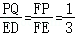 PQ/ED = FP/FE = 1/3